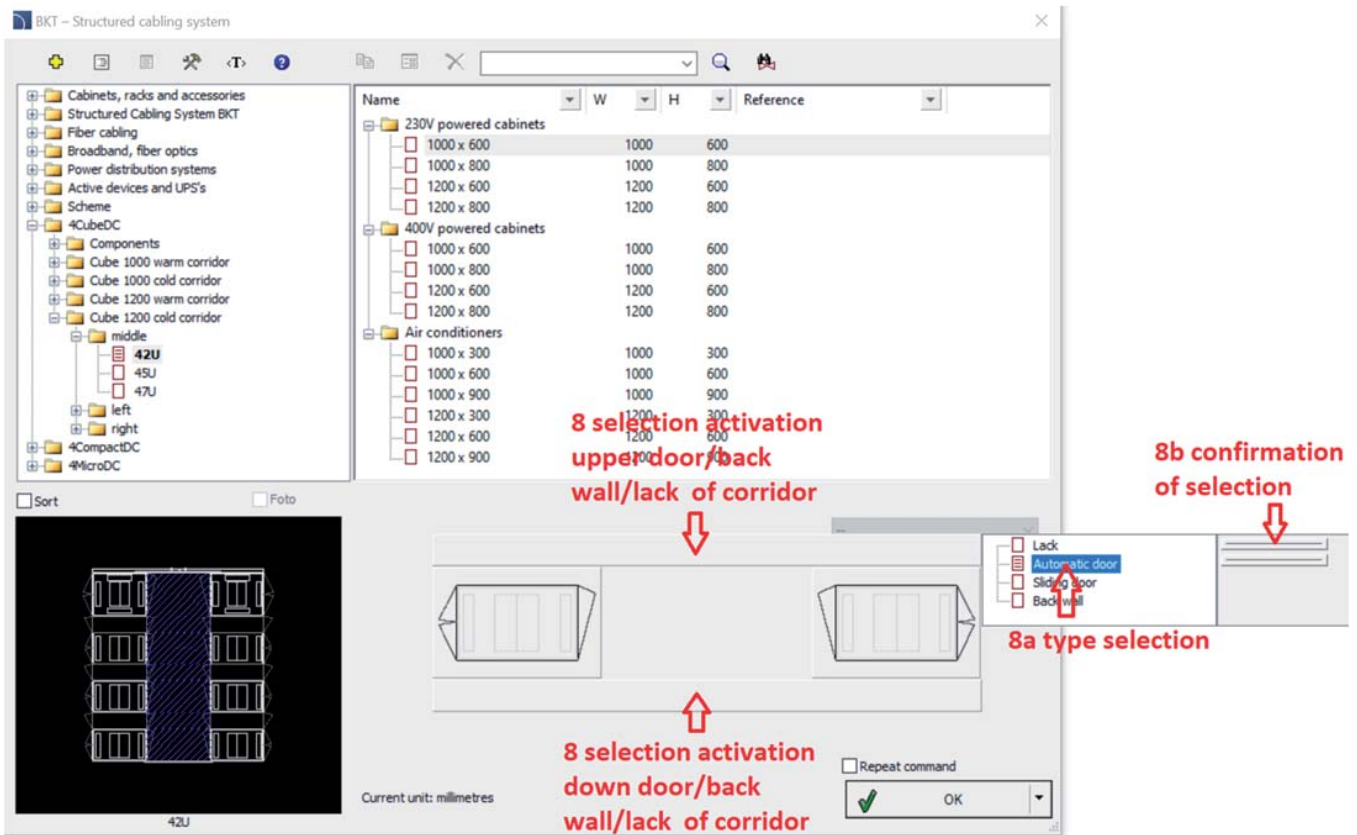 BKT – Structured cabling system
‹T›
Cabinets, racks and accessories
Structured Cabling System BKT
Fiber cabling
Broadband, fiber optics
Power distribution systems
Active devices and UPS's
Scheme
4CubeDC
Components
Cube 1000 warm corridor
Cube 1000 cold corridor
Cube 1200 warm corridor
Cube 1200 cold corridor
middle
42U
45U
47U
left
right
4CompactDC
4MicroDC
Name W H Reference
230V powered cabinets
1000 x 600 1000 600
1000 x 800 1000 800
1200 x 600 1200 600
1200 x 800 1200 800
400V powered cabinets
1000 x 600 1000 600
1000 x 800 1000 800
1200 x 600 1200 600
1200 x 800 1200 800
Air conditioners
1000 x 300 1000 300
1000 x 600 1000 600
1000 x 900 1000 900
1200 x 300 1200 300
1200 x 600 1200 600
1200 x 900 1200 900
8 selection activation
upper door/back
wall/lack of corridor
8b confirmation
of selection
Sort Foto
--
Lack
Automatic door
Sliding door
Back wall
8a type selection
8 selection activation
down door/back
wall/lack of corridor
Repeat command
Current unit: milimetres
OK
42U